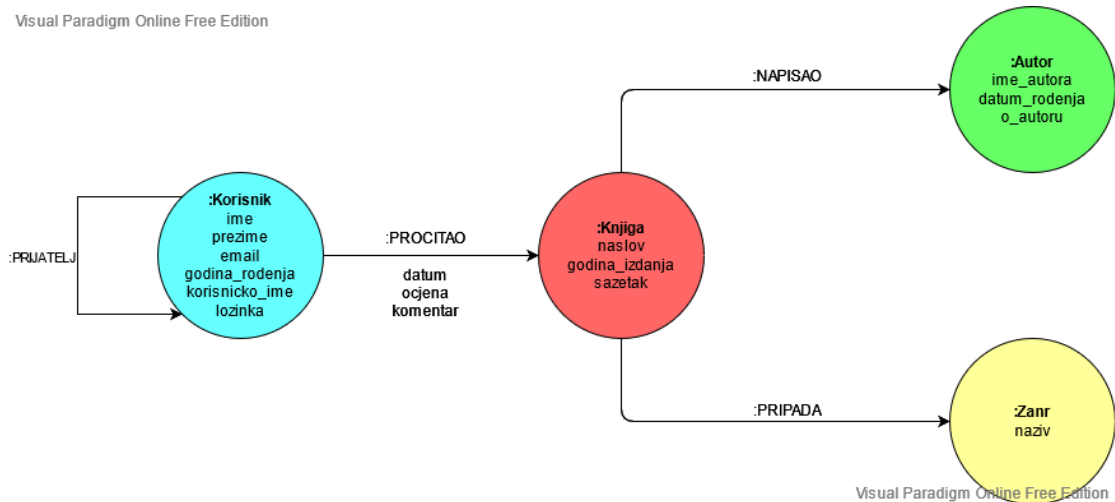 Visual Paradigm Online Free Edition
:Autor
ime_autora
datum_rodenja
o_autoru
:NAPISAO
:Korisnik
ime
prezime
email
godina_rodenja
korisnicko_ime
lozinka
:PRIJATELJ
:PROCITAO
datum
ocjena
komentar
:Knjiga
naslov
godina_izdanja
sazetak
:PRIPADA
:Zanr
naziv
Visual Paradigm Online Free Edition